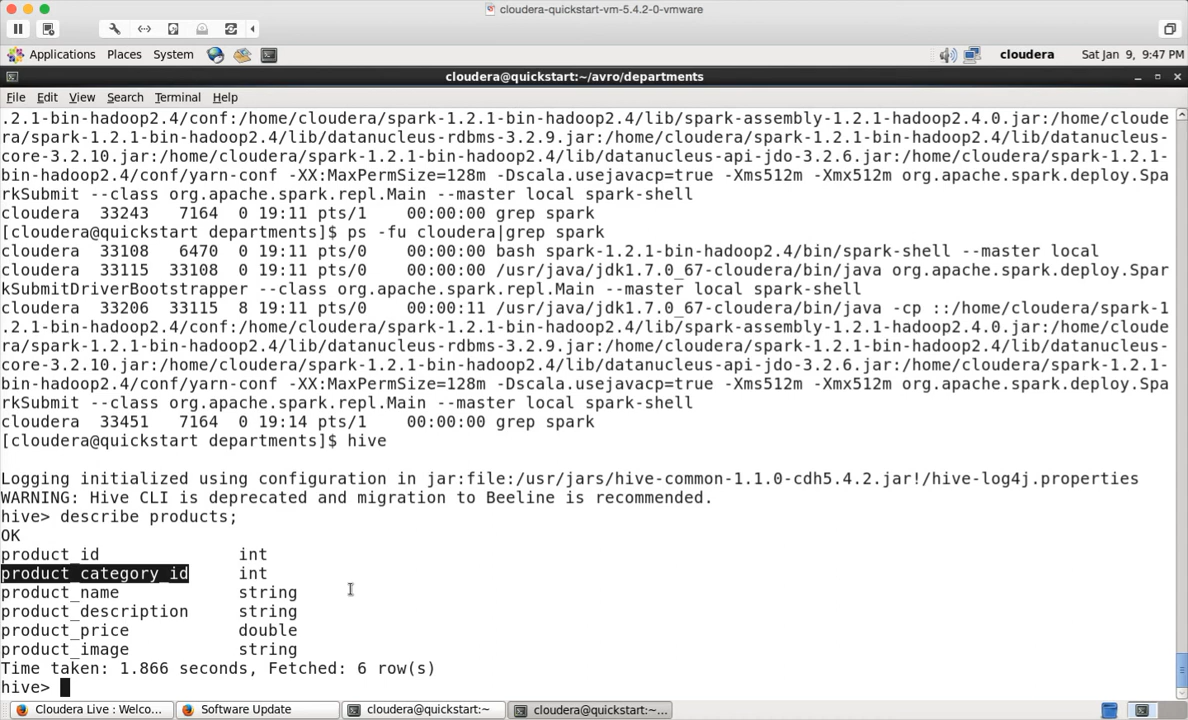 cloudera-quickstart-vm-5.4.2-0-vmware
Applications Places System cloudera Sat Jan 9, 9:47 PM
cloudera@quickstart:~/avro/departments
File Edit View Search Terminal Help
.2.1-bin-hadoop2.4/conf:/home/cloudera/spark-1.2.1-bin-hadoop2.4/lib/spark-assembly-1.2.1-hadoop2.4.0.jar:/home/cloude
ra/spark-1.2.1-bin-hadoop2.4/lib/datanucleus-rdbms-3.2.9.jar:/home/cloudera/spark-1.2.1-bin-hadoop2.4/lib/datanucleus-
core-3.2.10.jar:/home/cloudera/spark-1.2.1-bin-hadoop2.4/lib/datanucleus-api-jdo-3.2.6.jar:/home/cloudera/spark-1.2.1-
bin-hadoop2.4/conf/yarn-conf -XX:MaxPermSize=128m -Dscala.usejavacp=true -Xms512m -Xmx512m org.apache.spark.deploy.Spa
rkSubmit --class org.apache.spark.repl.Main --master local spark-shell
cloudera 33243 7164 0 19:11 pts/1 00:00:00 grep spark
[cloudera@quickstart departments]$ ps -fu cloudera|grep spark
cloudera 33108 6470 0 19:11 pts/0 00:00:00 bash spark-1.2.1-bin-hadoop2.4/bin/spark-shell --master local
cloudera 33115 33108 0 19:11 pts/0 00:00:00 /usr/java/jdk1.7.0_67-cloudera/bin/java org.apache.spark.deploy.Spar
kSubmitDriverBootstrapper --class org.apache.spark.repl.Main --master local spark-shell
cloudera 33206 33115 8 19:11 pts/0 00:00:11 /usr/java/jdk1.7.0_67-cloudera/bin/java -cp ::/home/cloudera/spark-1
.2.1-bin-hadoop2.4/conf:/home/cloudera/spark-1.2.1-bin-hadoop2.4/lib/spark-assembly-1.2.1-hadoop2.4.0.jar:/home/cloude
ra/spark-1.2.1-bin-hadoop2.4/lib/datanucleus-rdbms-3.2.9.jar:/home/cloudera/spark-1.2.1-bin-hadoop2.4/lib/datanucleus-
core-3.2.10.jar:/home/cloudera/spark-1.2.1-bin-hadoop2.4/lib/datanucleus-api-jdo-3.2.6.jar:/home/cloudera/spark-1.2.1-
bin-hadoop2.4/conf/yarn-conf -XX:MaxPermSize=128m -Dscala.usejavacp=true -Xms512m -Xmx512m org.apache.spark.deploy.Spa
rkSubmit --class org.apache.spark.repl.Main --master local spark-shell
cloudera 33451 7164 0 19:14 pts/1 00:00:00 grep spark
[cloudera@quickstart departments]$ hive
Logging initialized using configuration in jar:file:/usr/jars/hive-common-1.1.0-cdh5.4.2.jar!/hive-log4j.properties
WARNING: Hive CLI is deprecated and migration to Beeline is recommended.
hive> describe products;
OK
product_id int
product_category_id int
product_name string
product_description string
product_price double
product_image string
Time taken: 1.866 seconds, Fetched: 6 row(s)
hive>
Cloudera Live : Welco... Software Update cloudera@quickstart:~ cloudera@quickstart:~...